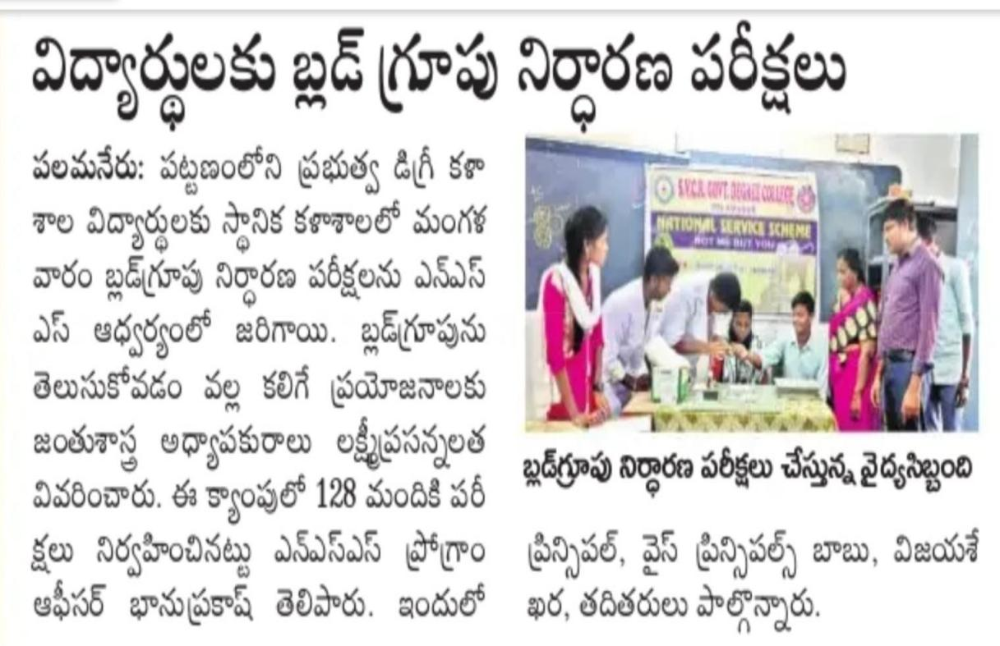 విద్యార్థులకు బ్లడ్ గ్రూపు నిర్ధారణ పరీక్షలు
పలమనేరు: పట్టణంలోని ప్రభుత్వ డిగ్రీ కళా
శాల విద్యార్థులకు స్థానిక కళాశాలలో మంగళ
వారం బ్లడ్‌గ్రూపు నిర్ధారణ పరీక్షలను ఎన్ఎస్
ఎస్ ఆధ్వర్యంలో జరిగాయి. బ్లడ్‌గ్రూపును
తెలుసుకోవడం వల్ల కలిగే ప్రయోజనాలకు
జంతుశాస్త్ర అధ్యాపకురాలు లక్ష్మీప్రసన్నలత
వివరించారు. ఈ క్యాంపులో 128 మందికి పరీ
క్షలు నిర్వహించినట్టు ఎన్ఎస్ఎస్ ప్రోగ్రాం
ఆఫీసర్ భానుప్రకాష్ తెలిపారు. ఇందులో
S.V.C.R. GOVT. DEGREE COLLEGE
NATIONAL SERVICE SCHEME
NOT ME BUT YOU
బ్లడ్‌గ్రూపు నిర్ధారణ పరీక్షలు చేస్తున్న వైద్యసిబ్బంది
ప్రిన్సిపల్, వైస్ ప్రిన్సిపల్స్ బాబు, విజయశే
ఖర, తదితరులు పాల్గొన్నారు.